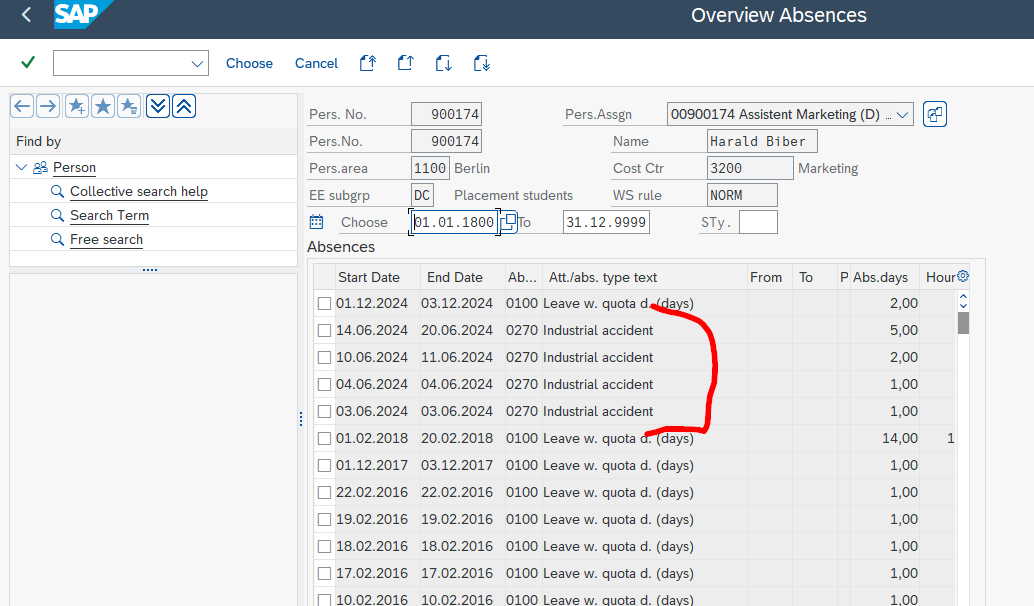 SAP Overview Absences
Choose Cancel
Pers. No. 900174 Pers.Assgn 00900174 Assistent Marketing (D) ...
Find by Pers.No. 900174 Name Harald Biber
Person Pers.area 1100 Berlin Cost Ctr 3200 Marketing
Collective search help EE subgrp DC Placement students WS rule NORM
Search Term Choose 01.01.1800 To 31.12.9999 STy.
Free search
Absences
Start Date End Date Ab... Att./abs. type text From To P Abs.days Hour
01.12.2024 03.12.2024 0100 Leave w. quota d. (days) 2,00
14.06.2024 20.06.2024 0270 Industrial accident 5,00
10.06.2024 11.06.2024 0270 Industrial accident 2,00
04.06.2024 04.06.2024 0270 Industrial accident 1,00
03.06.2024 03.06.2024 0270 Industrial accident 1,00
01.02.2018 20.02.2018 0100 Leave w. quota d. (days) 14,00 1
01.12.2017 03.12.2017 0100 Leave w. quota d. (days) 1,00
22.02.2016 22.02.2016 0100 Leave w. quota d. (days) 1,00
19.02.2016 19.02.2016 0100 Leave w. quota d. (days) 1,00
18.02.2016 18.02.2016 0100 Leave w. quota d. (days) 1,00
17.02.2016 17.02.2016 0100 Leave w. quota d. (days) 1,00
10.02.2016 10.02.2016 0100 Leave w. quota d. (days) 1,00